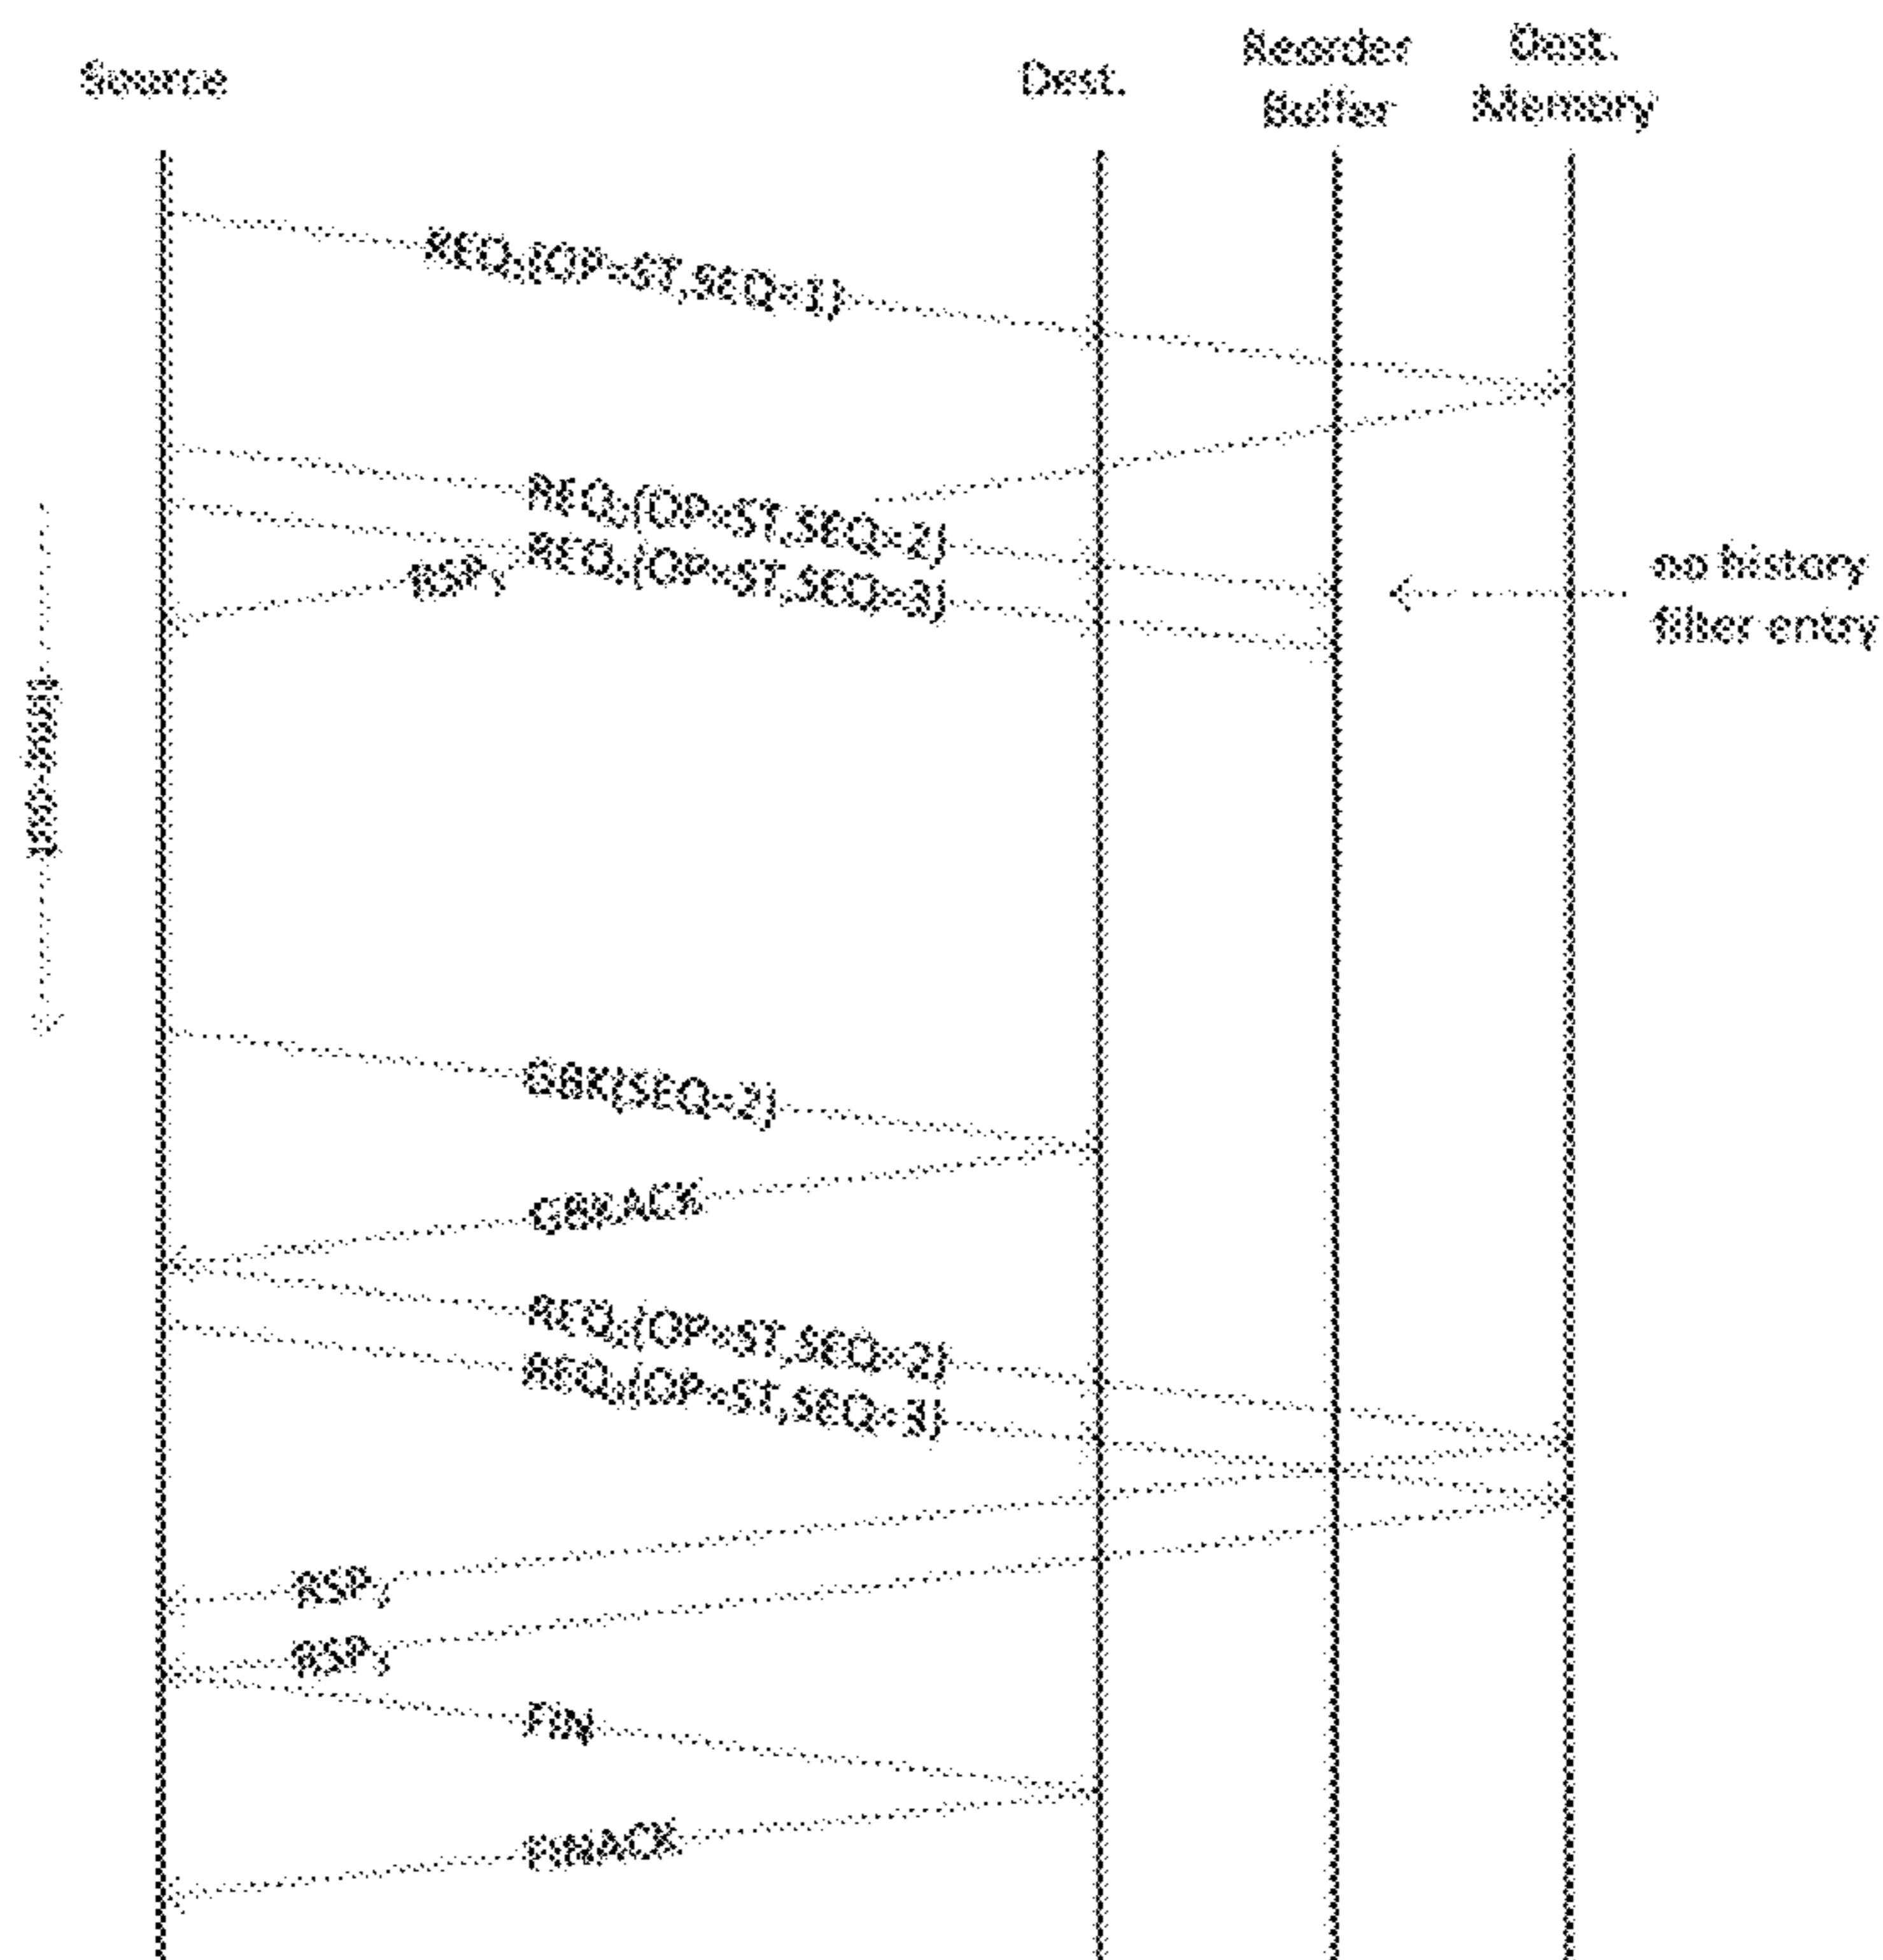 Source
Dest.
Reorder
Buffer
Dest.
Memory
REQ₁(OP=ST,SEQ=1)
REQ₂(OP=ST,SEQ=2)
REQ₃(OP=ST,SEQ=3)
RSP₁
no history
filter entry
GBK(SEQ=2)
GBKACK
REQ₂(OP=ST,SEQ=2)
REQ₃(OP=ST,SEQ=3)
RSP₂
RSP₃
FIN
FINACK